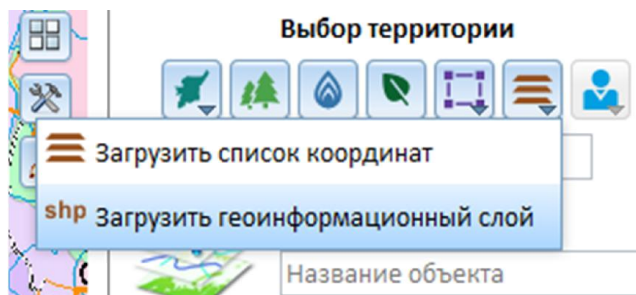 Выбор территории
Загрузить список координат
shp Загрузить геоинформационный слой
Название объекта